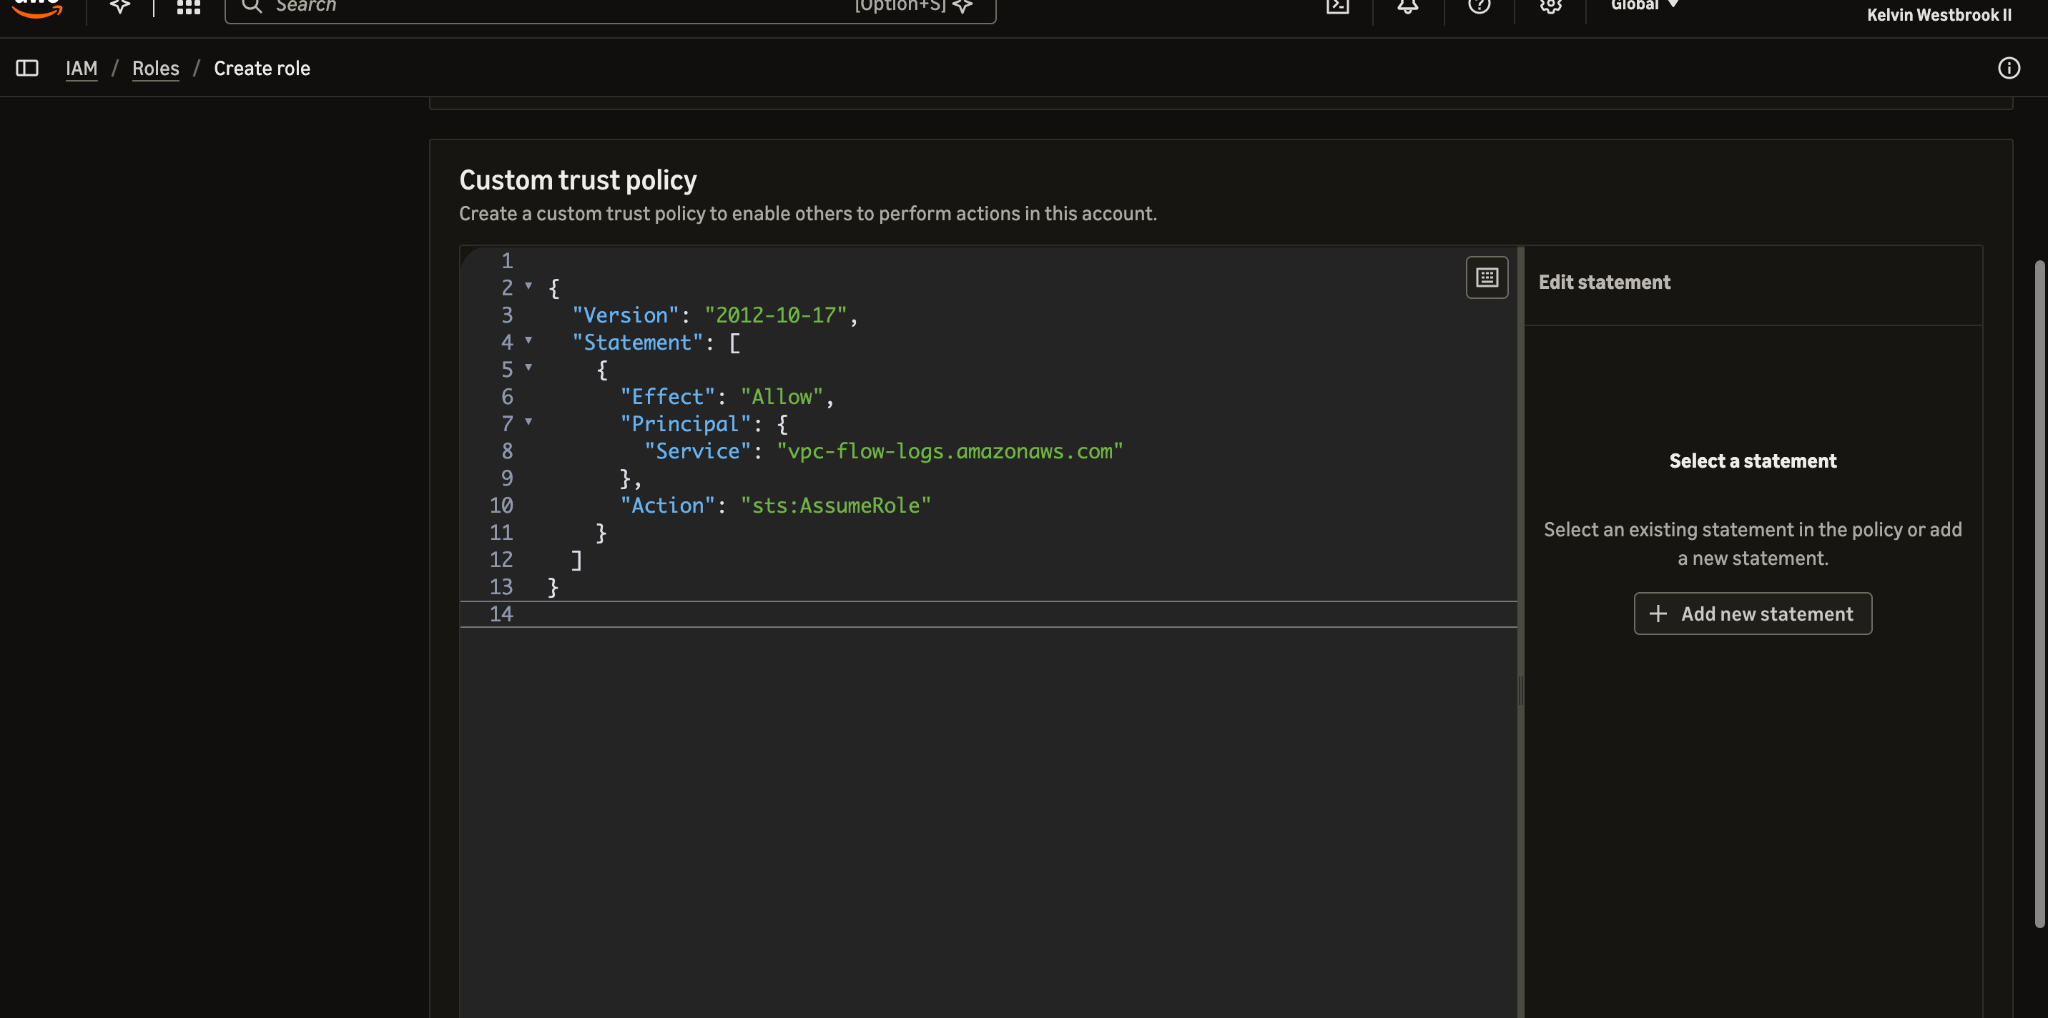 Search
[Option+S]
Global
Kelvin Westbrook II
IAM / Roles / Create role
Custom trust policy
Create a custom trust policy to enable others to perform actions in this account.
1
2 {
3 "Version": "2012-10-17",
4 "Statement": [
5 {
6 "Effect": "Allow",
7 "Principal": {
8 "Service": "vpc-flow-logs.amazonaws.com"
9 },
10 "Action": "sts:AssumeRole"
11 }
12 ]
13 }
14
Edit statement
Select a statement
Select an existing statement in the policy or add
a new statement.
+ Add new statement